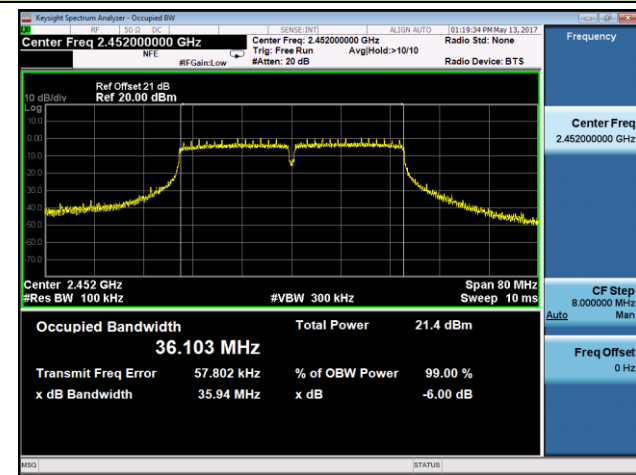 Keysight Spectrum Analyzer - Occupied BW
RF 50 Ω DC SENSE:INT ALIGN AUTO 01:19:34 PM May 13, 2017
Center Freq 2.452000000 GHz Center Freq: 2.452000000 GHz Radio Std: None
NFE Trig: Free Run Avg|Hold:>10/10
#IFGain:Low #Atten: 20 dB Radio Device: BTS
Frequency
Ref Offset 21 dB
10 dB/div Ref 20.00 dBm
Log
10.0
0.00
-10.0
-20.0
-30.0
-40.0
-50.0
-60.0
-70.0
Center 2.452 GHz Span 80 MHz
#Res BW 100 kHz #VBW 300 kHz Sweep 10 ms
Occupied Bandwidth Total Power 21.4 dBm
36.103 MHz
Transmit Freq Error 57.802 kHz % of OBW Power 99.00 %
x dB Bandwidth 35.94 MHz x dB -6.00 dB
Center Freq
2.452000000 GHz
CF Step
8.000000 MHz
Auto Man
Freq Offset
0 Hz
MSG STATUS